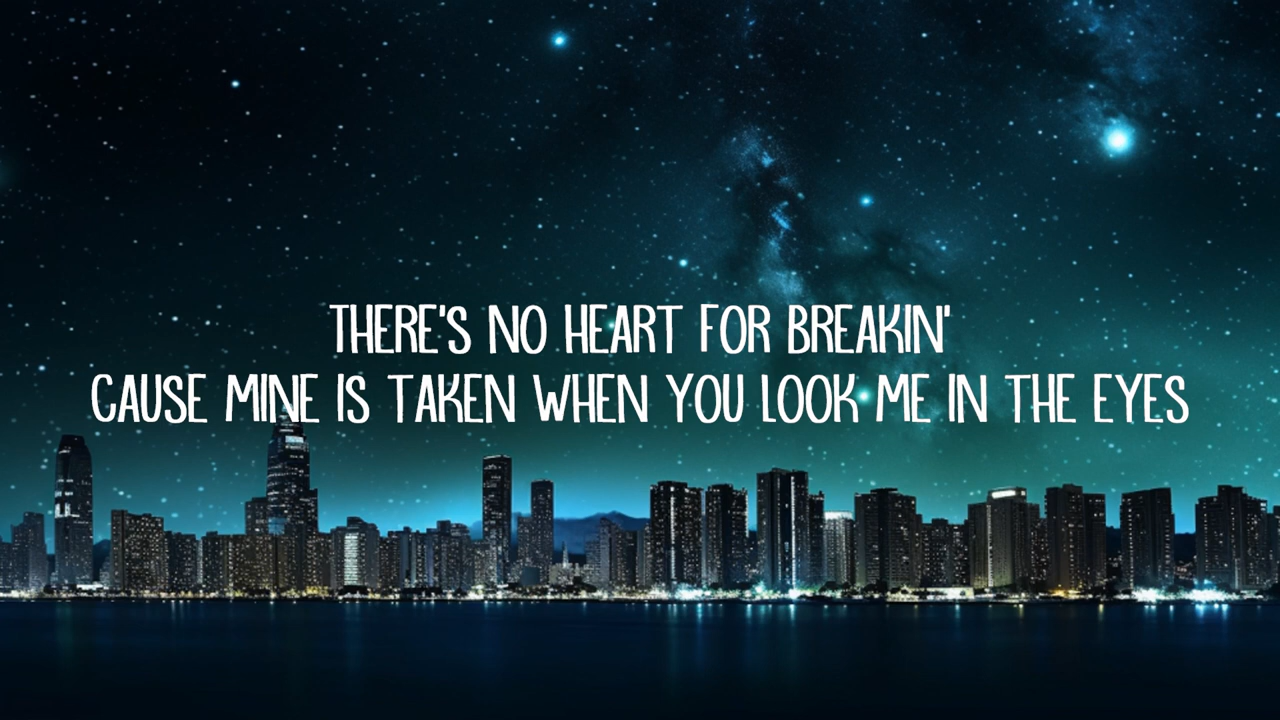 THERE'S NO HEART FOR BREAKIN'
CAUSE MINE IS TAKEN WHEN YOU LOOK ME IN THE EYES